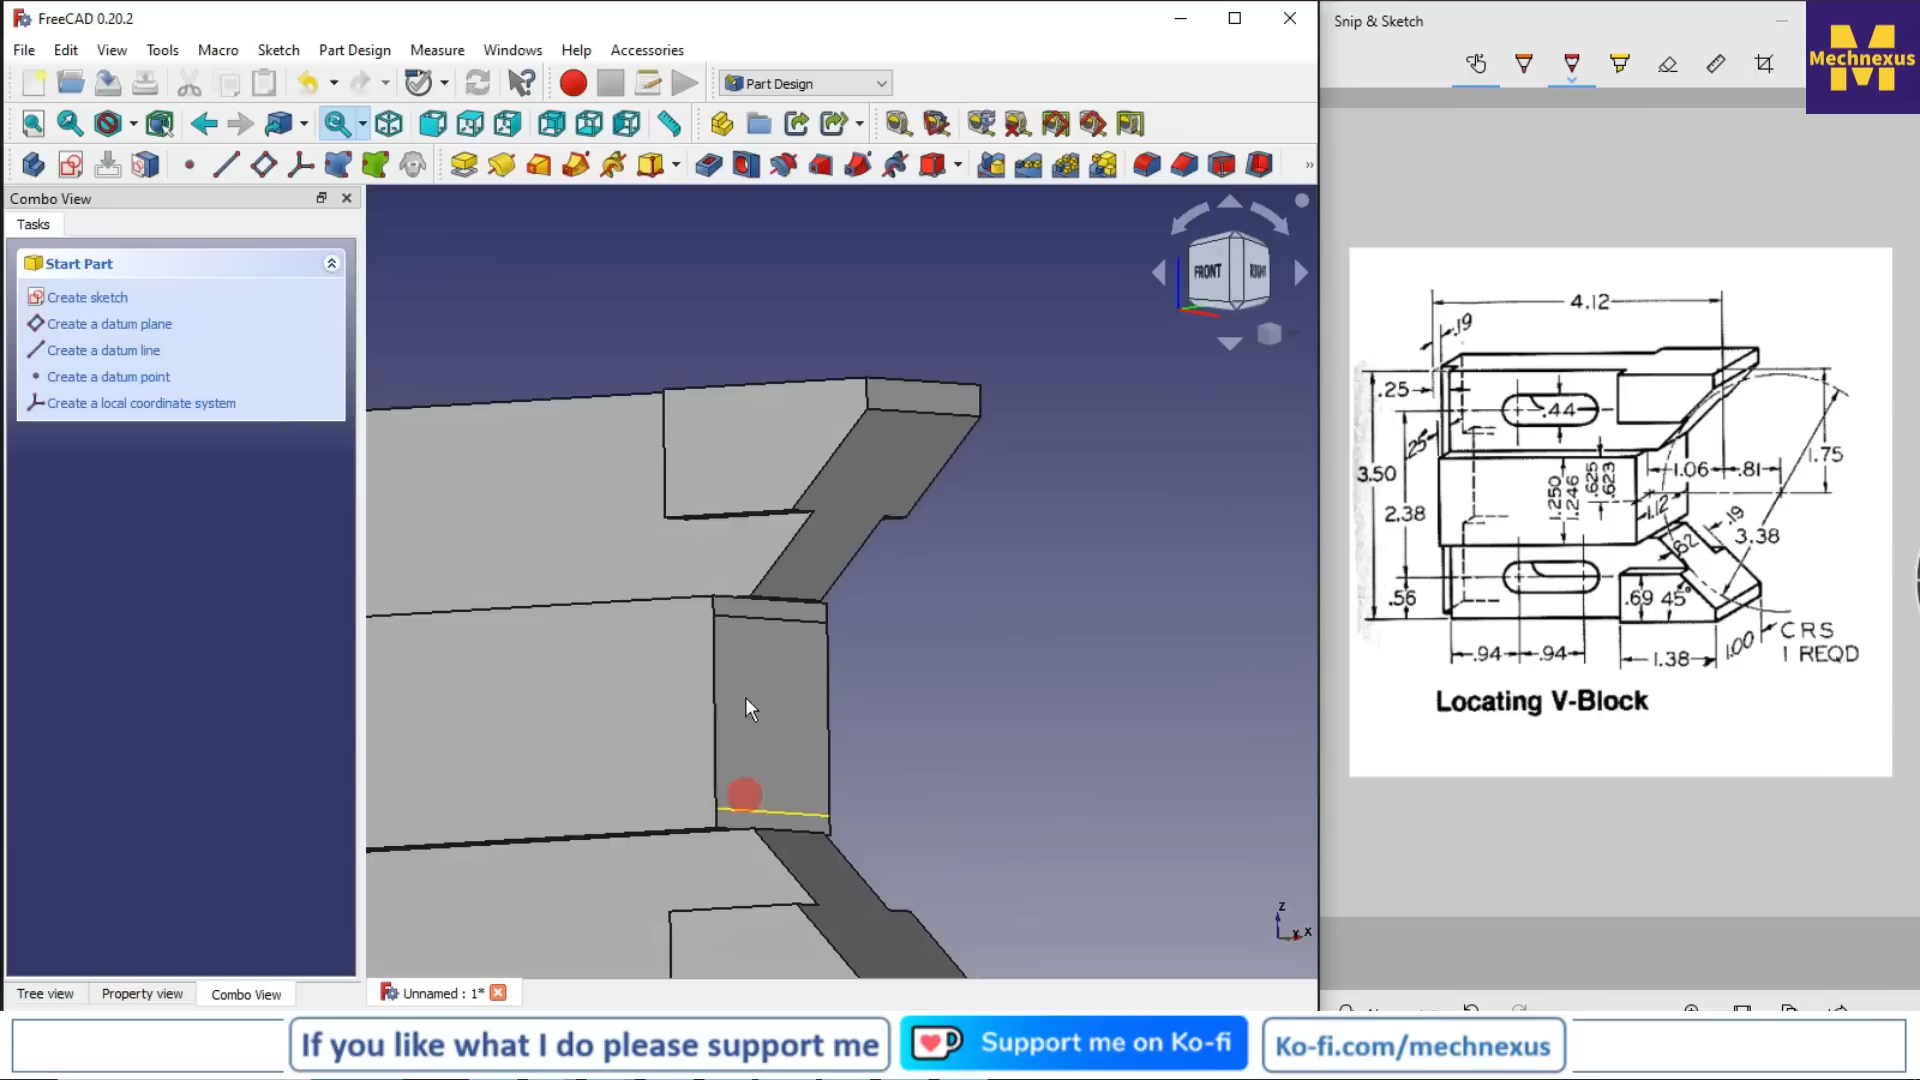 FreeCAD 0.20.2
Snip & Sketch
Mechnexus
File Edit View Tools Macro Sketch Part Design Measure Windows Help Accessories
Part Design
Combo View
Tasks
Start Part
Create sketch
Create a datum plane
Create a datum line
Create a datum point
Create a local coordinate system
FRONT
RIGHT
Z
X
4.12
.19
.25
.44
.25
3.50
2.38
1.250
1.246
.625
.623
1.06
.81
1.75
1.12
.19
3.38
.62
.56
.69
45°
.94
.94
1.38
1.00
CRS
1 REQD
Locating V-Block
Tree view Property view Combo View
Unnamed : 1*
If you like what I do please support me
Support me on Ko-fi
Ko-fi.com/mechnexus